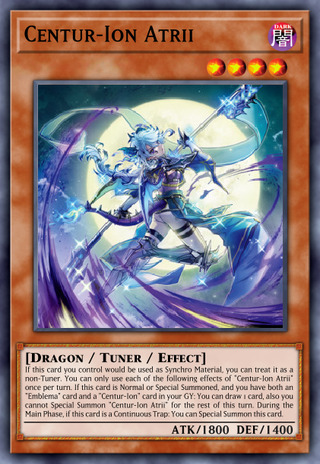 Centur-Ion Atrii
DARK
闇
[Dragon / Tuner / Effect]
If this card you control would be used as Synchro Material, you can treat it as
a non-Tuner. You can only use each of the following effects of "Centur-Ion Atrii"
once per turn. If this card is Normal or Special Summoned, and you have both an
"Emblema" card and a "Centur-Ion" card in your GY: You can draw 1 card, also you
cannot Special Summon "Centur-Ion Atrii" for the rest of this turn. During the
Main Phase, if this card is a Continuous Trap: You can Special Summon this card.
ATK/1800 DEF/1400